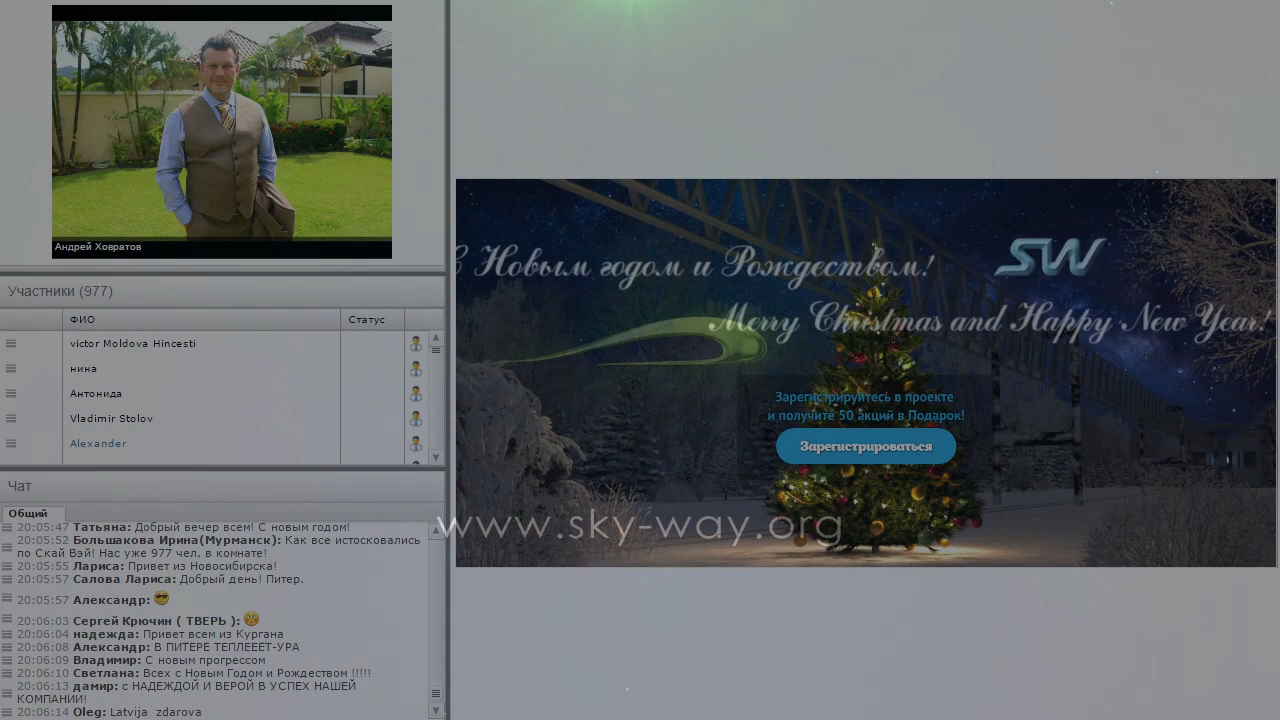 Андрей Ховратов
Участники (977)
ФИО
Статус
victor Moldova Hincesti
нина
Антонида
Vladimir Stolov
Alexander
Чат
Общий
20:05:47 Татьяна: Добрый вечер всем! С новым годом!
20:05:52 Большакова Ирина(Мурманск): Как все истосковались
по Скай Вэй! Нас уже 977 чел. в комнате!
20:05:55 Лариса: Привет из Новосибирска!
20:05:57 Салова Лариса: Добрый день! Питер.
20:05:57 Александр:
20:06:03 Сергей Крючин ( ТВЕРЬ ):
20:06:04 надежда: Привет всем из Кургана
20:06:08 Александр: В ПИТЕРЕ ТЕПЛЕЕЕТ-УРА
20:06:09 Владимир: С новым прогрессом
20:06:10 Светлана: Всех с Новым Годом и Рождеством !!!!!
20:06:13 дамир: с НАДЕЖДОЙ И ВЕРОЙ В УСПЕХ НАШЕЙ
КОМПАНИИ!
20:06:14 Oleg: Latvija zdarova
С Новым годом и Рождеством!
SW
Merry Christmas and Happy New Year!
Зарегистрируйтесь в проекте
и получите 50 акций в Подарок!
Зарегистрироваться
www.sky-way.org